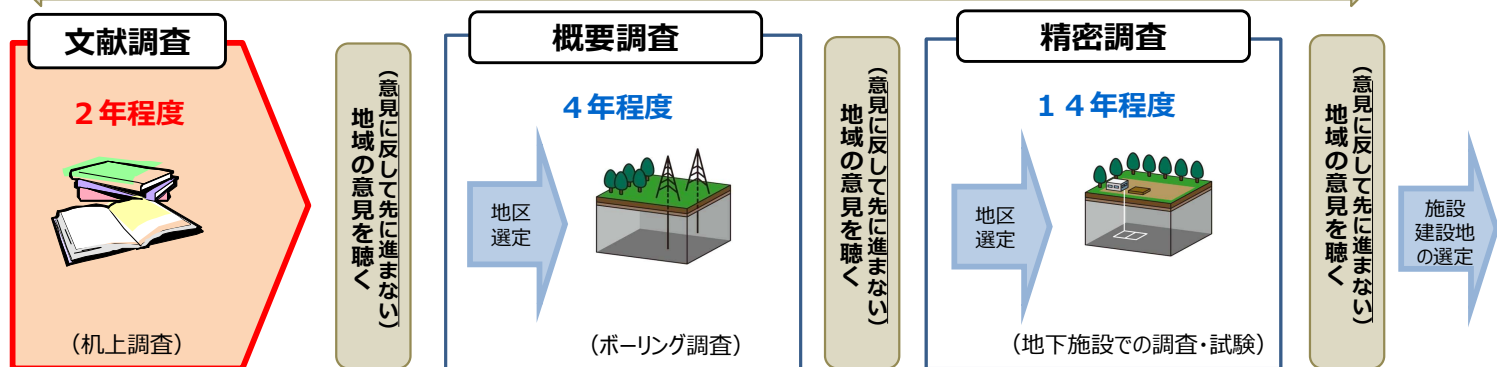 文献調査
２年程度
（机上調査）
地域の意見を聴く
（意見に反して先に進まない）
概要調査
４年程度
地区
選定
（ボーリング調査）
地域の意見を聴く
（意見に反して先に進まない）
精密調査
１４年程度
地区
選定
（地下施設での調査・試験）
地域の意見を聴く
（意見に反して先に進まない）
施設
建設地
の選定